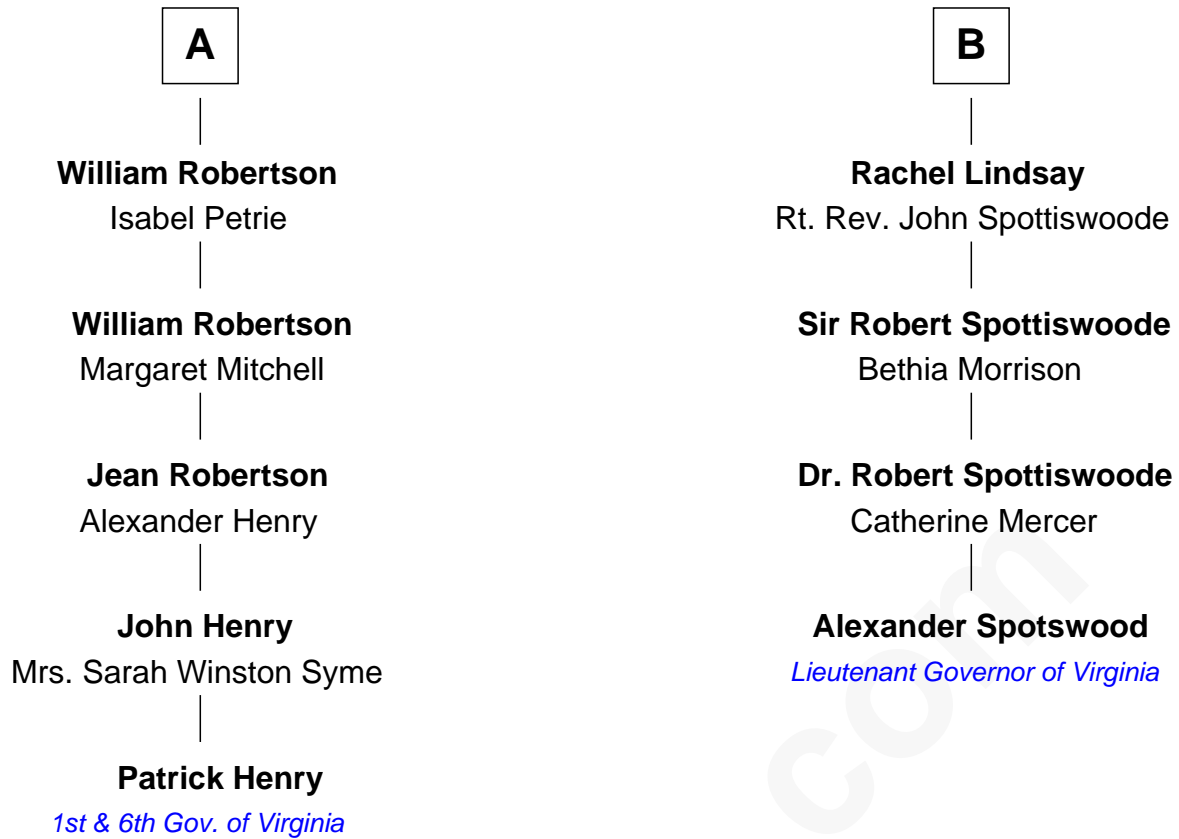 A
William Robertson
Isabel Petrie
William Robertson
Margaret Mitchell
Jean Robertson
Alexander Henry
John Henry
Mrs. Sarah Winston Syme
Patrick Henry
1st & 6th Gov. of Virginia
B
Rachel Lindsay
Rt. Rev. John Spottiswoode
Sir Robert Spottiswoode
Bethia Morrison
Dr. Robert Spottiswoode
Catherine Mercer
Alexander Spotswood
Lieutenant Governor of Virginia
com